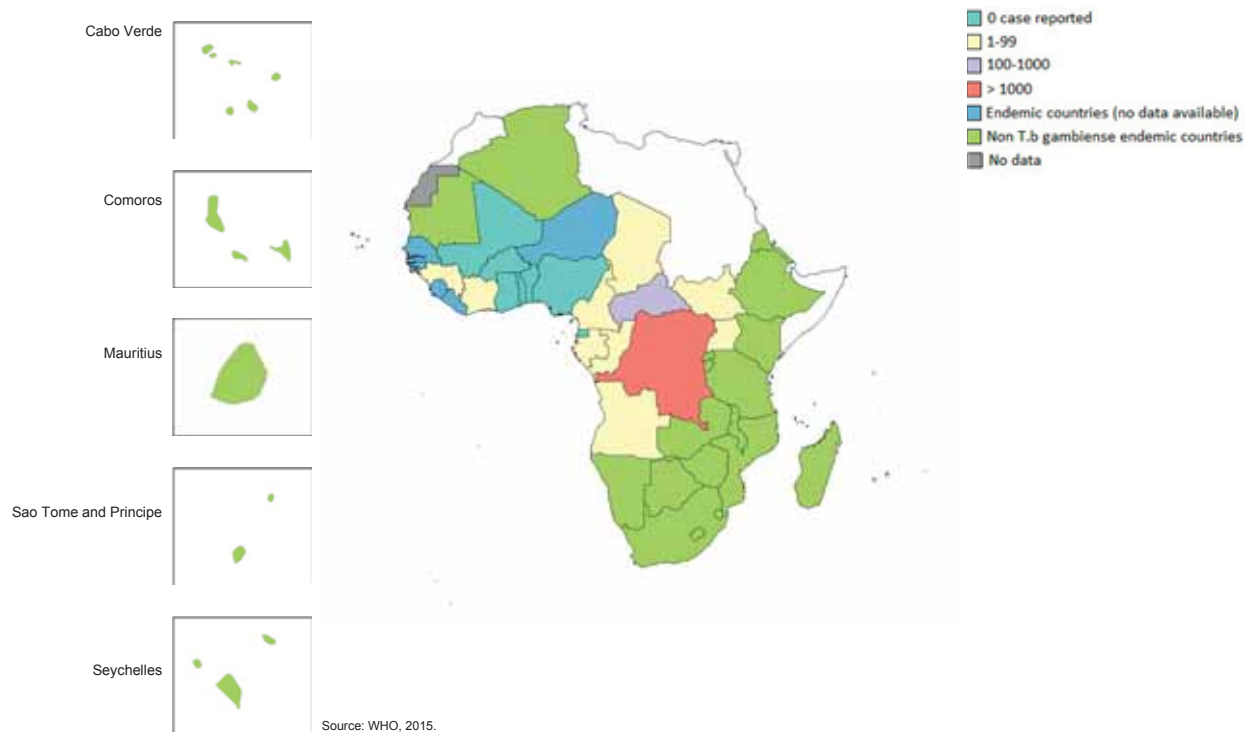 Cabo Verde
Comoros
Mauritius
Sao Tome and Principe
Seychelles
0 case reported
1-99
100-1000
> 1000
Endemic countries (no data available)
Non T.b gambiense endemic countries
No data
Source: WHO, 2015.